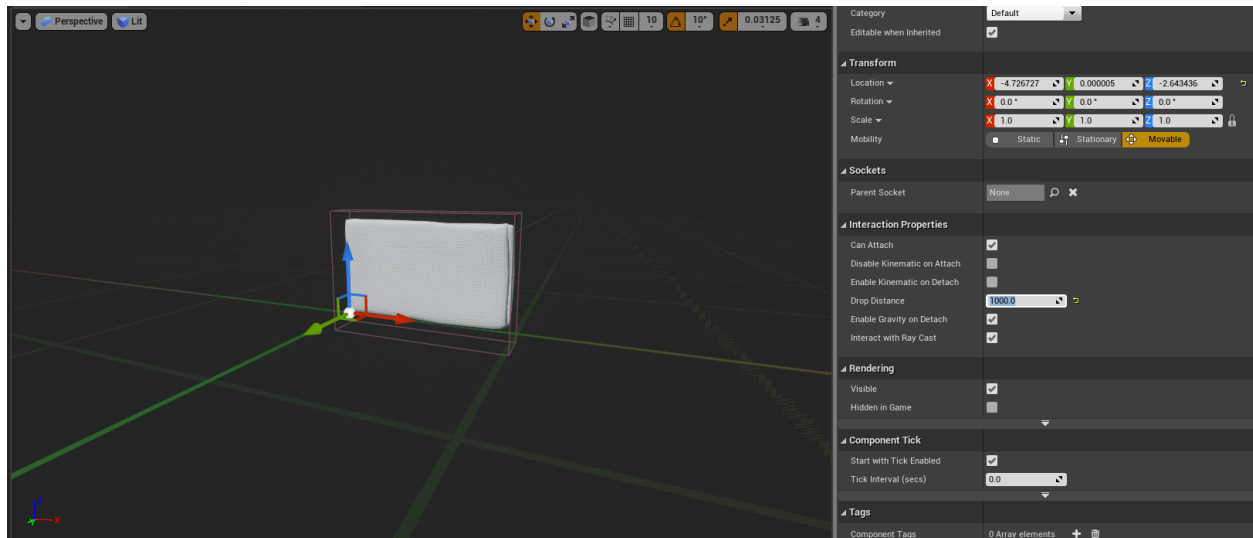 Perspective Lit 10 10° 0.03125 4
Category Default
Editable when Inherited
Transform
Location X -4.726727 Y 0.000005 Z -2.643436
Rotation X 0.0 ° Y 0.0 ° Z 0.0 °
Scale X 1.0 Y 1.0 Z 1.0
Mobility Static Stationary Movable
Sockets
Parent Socket None
Interaction Properties
Can Attach
Disable Kinematic on Attach
Enable Kinematic on Detach
Drop Distance 1000.0
Enable Gravity on Detach
Interact with Ray Cast
Rendering
Visible
Hidden in Game
Component Tick
Start with Tick Enabled
Tick Interval (secs) 0.0
Tags
Component Tags 0 Array elements
X